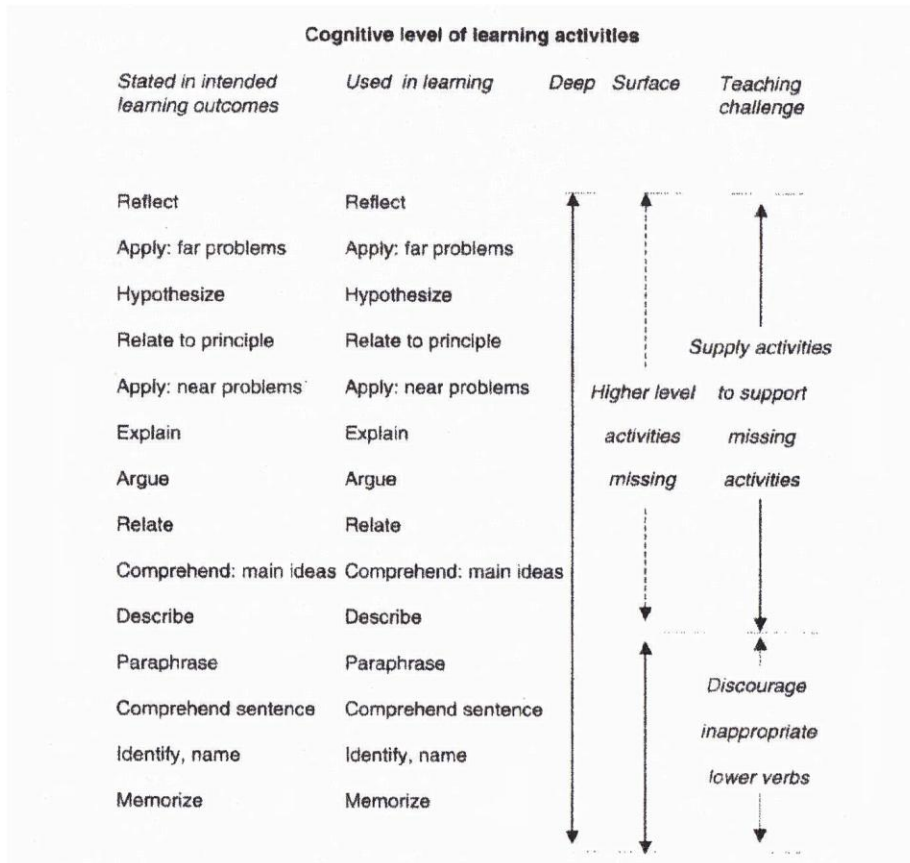 Cognitive level of learning activities
Stated in intended learning outcomes
Used in learning
Deep
Surface
Teaching challenge
Reflect Reflect
Apply: far problems Apply: far problems
Hypothesize Hypothesize
Relate to principle Relate to principle
Supply activities
Apply: near problems Apply: near problems
Higher level to support
Explain Explain
activities missing
Argue Argue
missing activities
Relate Relate
Comprehend: main ideas Comprehend: main ideas
Describe Describe
Paraphrase Paraphrase
Discourage
Comprehend sentence Comprehend sentence
inappropriate
Identify, name Identify, name
lower verbs
Memorize Memorize